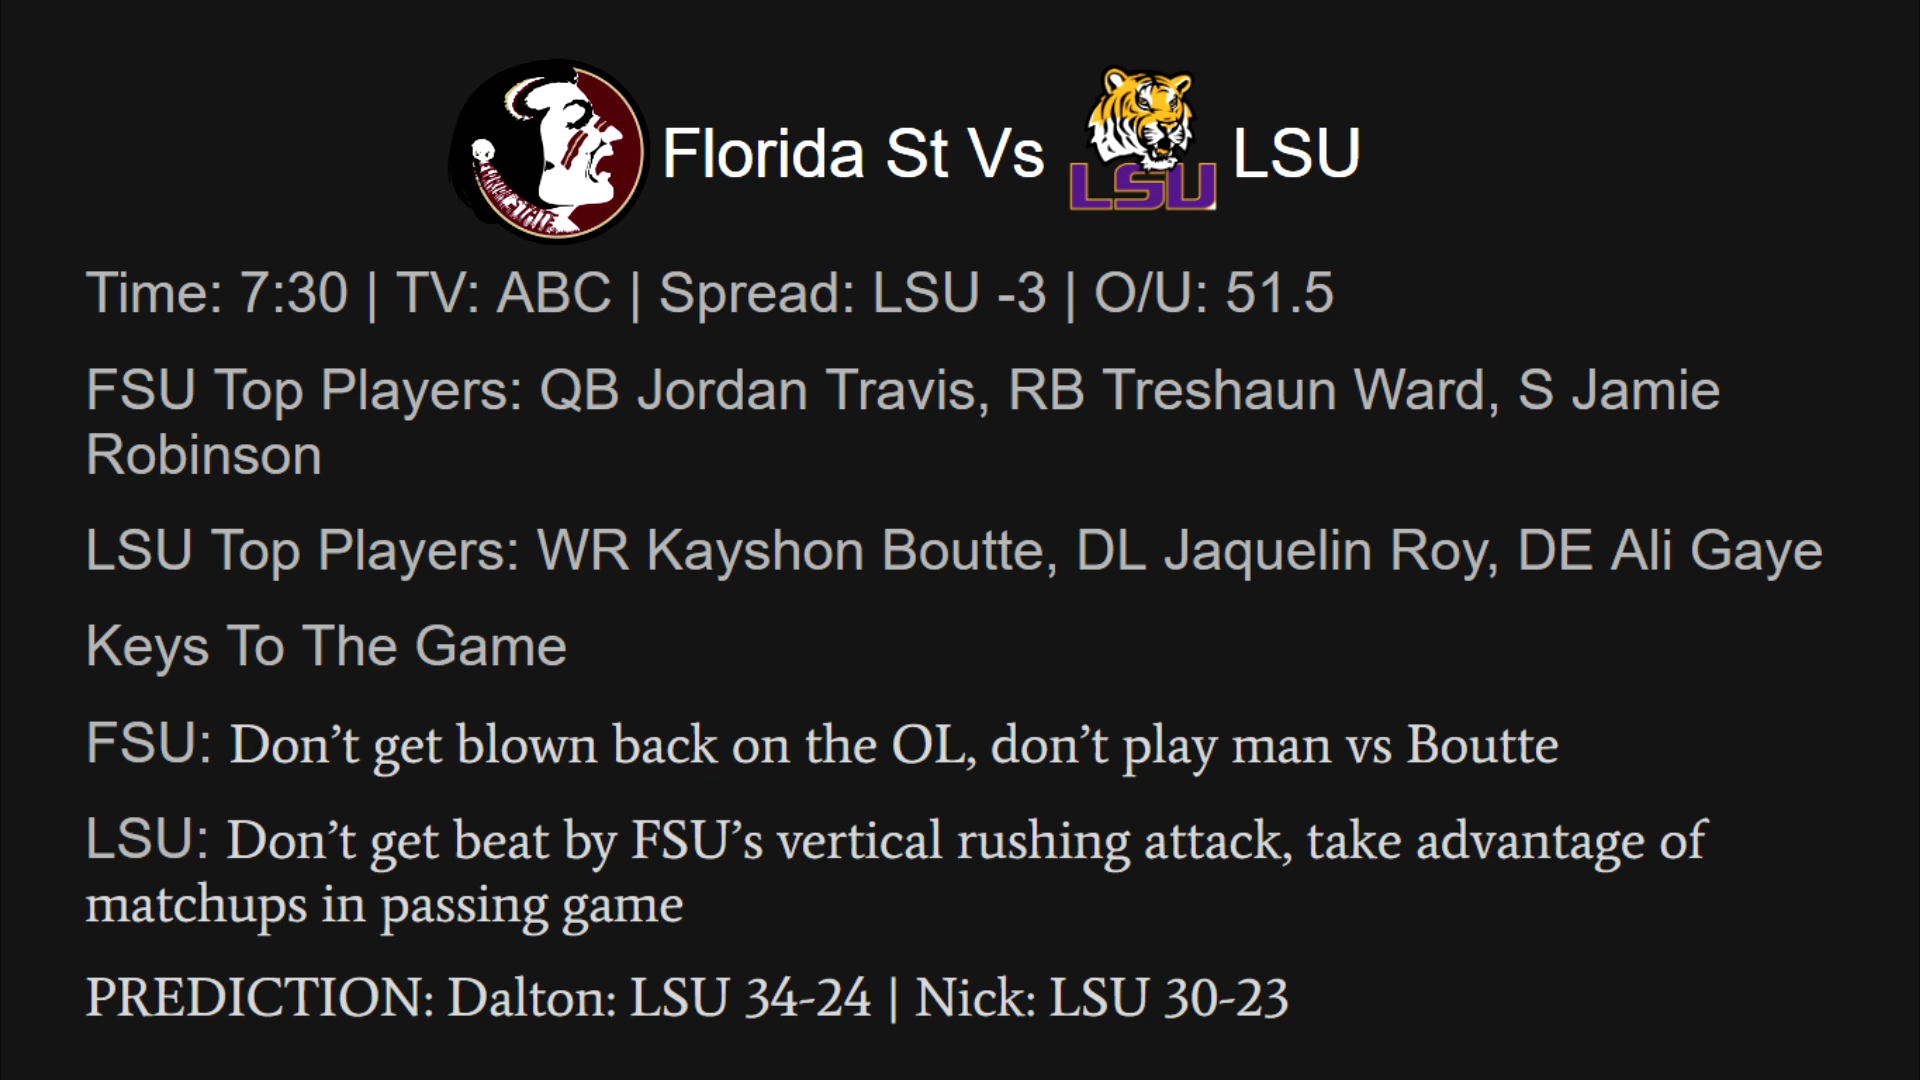 Florida St Vs LSU LSU
Time: 7:30 | TV: ABC | Spread: LSU -3 | O/U: 51.5
FSU Top Players: QB Jordan Travis, RB Treshaun Ward, S Jamie
Robinson
LSU Top Players: WR Kayshon Boutte, DL Jaquelin Roy, DE Ali Gaye
Keys To The Game
FSU: Don’t get blown back on the OL, don’t play man vs Boutte
LSU: Don’t get beat by FSU’s vertical rushing attack, take advantage of
matchups in passing game
PREDICTION: Dalton: LSU 34-24 | Nick: LSU 30-23